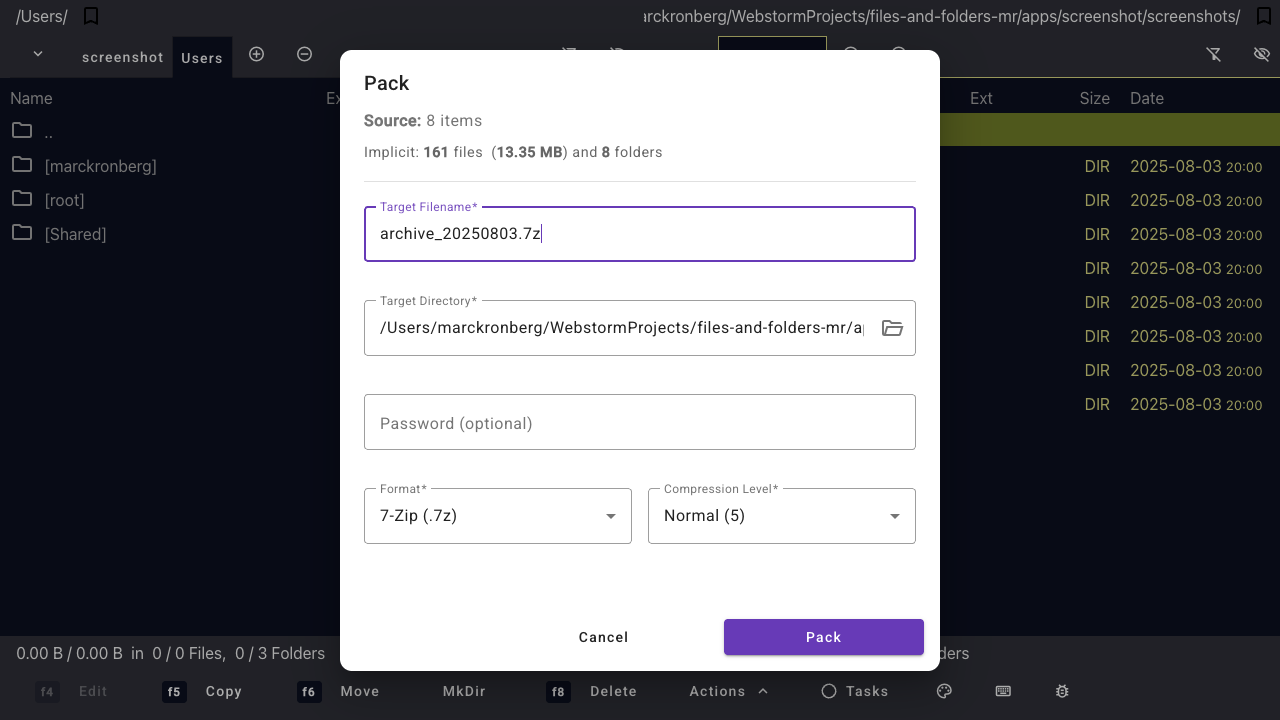 /Users/
rckronberg/WebstormProjects/files-and-folders-mr/apps/screenshot/screenshots/
screenshot
Users
Name
Ext
Size
Date
..
[marckronberg]
[root]
[Shared]
DIR 2025-08-03 20:00
DIR 2025-08-03 20:00
DIR 2025-08-03 20:00
DIR 2025-08-03 20:00
DIR 2025-08-03 20:00
DIR 2025-08-03 20:00
DIR 2025-08-03 20:00
DIR 2025-08-03 20:00
Pack
Source: 8 items
Implicit: 161 files (13.35 MB) and 8 folders
Target Filename*
archive_20250803.7z
Target Directory*
/Users/marckronberg/WebstormProjects/files-and-folders-mr/a
Password (optional)
Format*
7-Zip (.7z)
Compression Level*
Normal (5)
Cancel
Pack
0.00 B / 0.00 B in 0 / 0 Files, 0 / 3 Folders
ders
f4 Edit
f5 Copy
f6 Move
MkDir
f8 Delete
Actions
Tasks